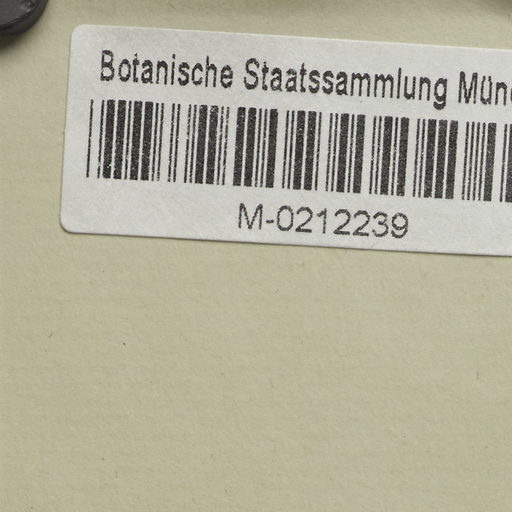 Botanische Staatssammlung Mün
M-0212239